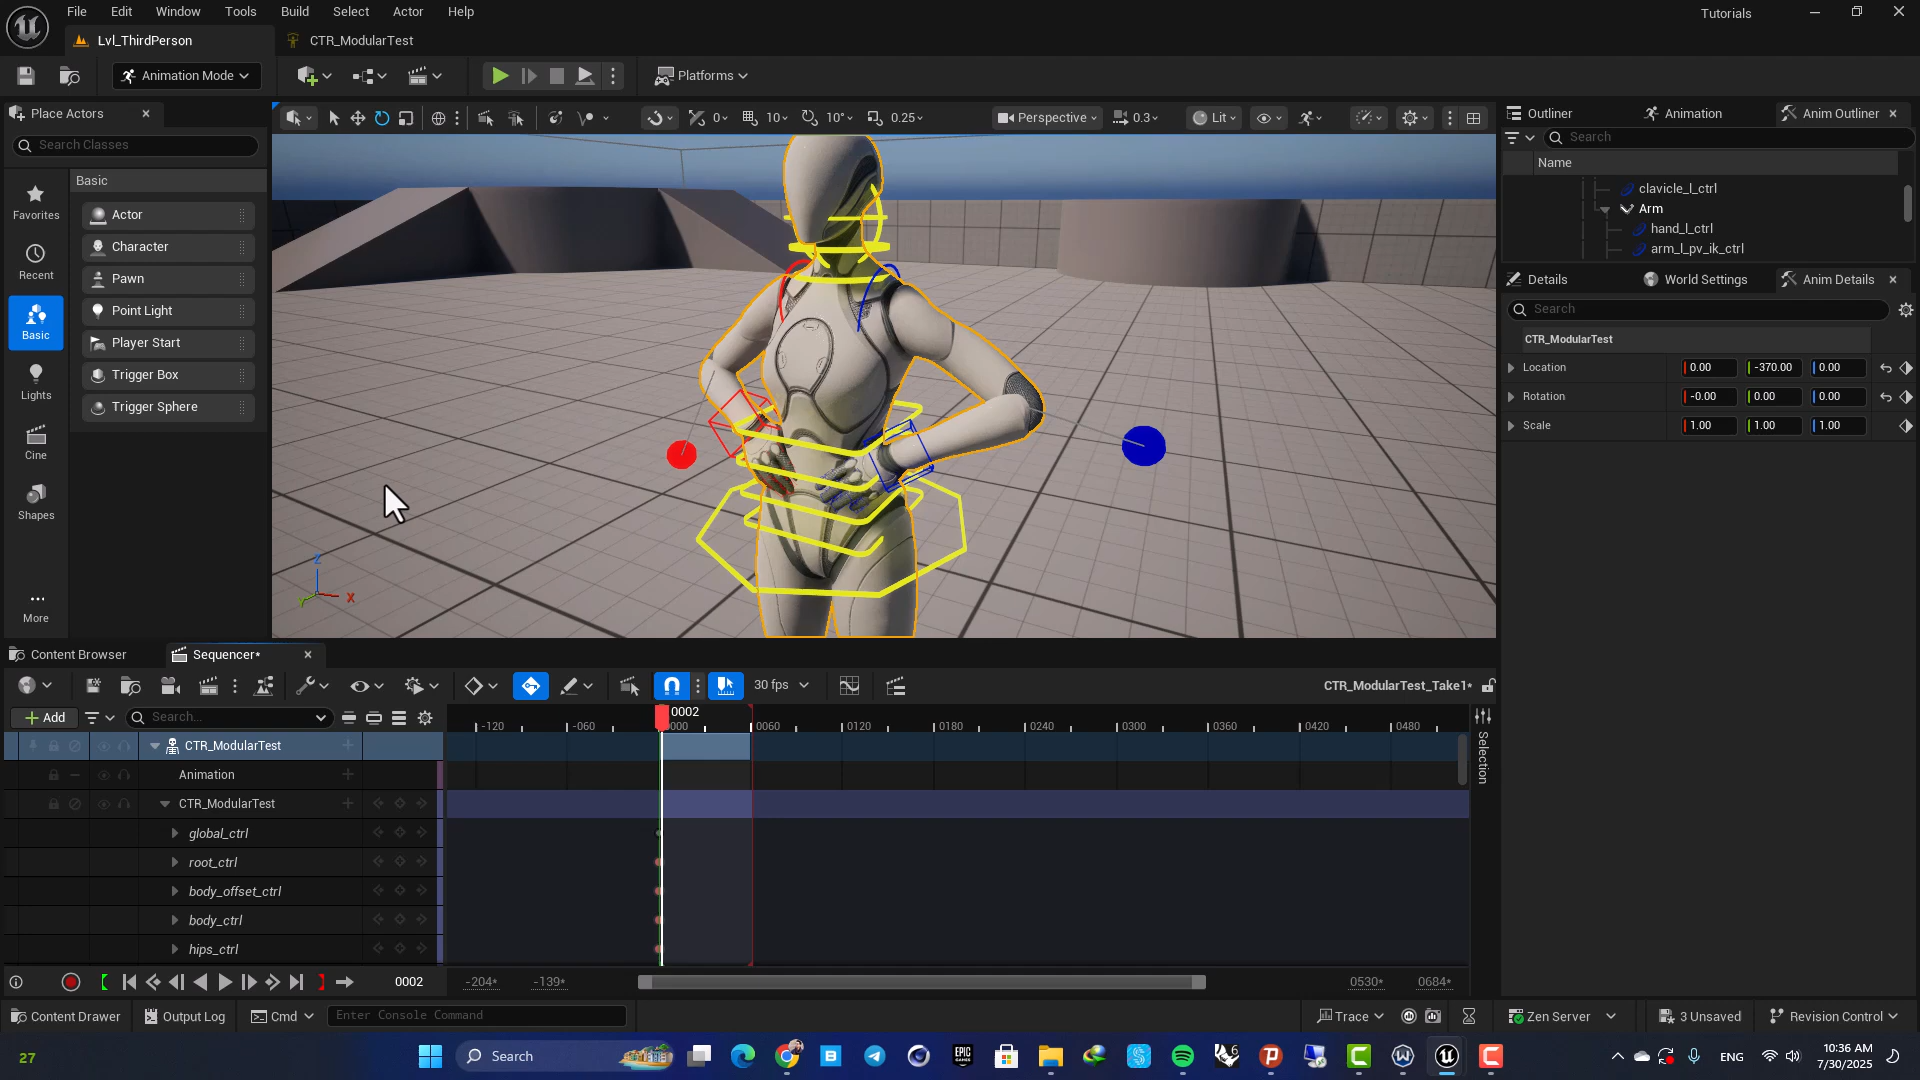 File Edit Window Tools Build Select Actor Help
Tutorials
Lvl_ThirdPerson
CTR_ModularTest
Animation Mode
Platforms
Place Actors
Search Classes
Favorites
Recent
Basic
Lights
Cine
Shapes
More
Basic
Actor
Character
Pawn
Point Light
Player Start
Trigger Box
Trigger Sphere
0
10
10°
0.25
Perspective
0.3
Lit
Z
X
Outliner
Animation
Anim Outliner
Search
Name
clavicle_l_ctrl
Arm
hand_l_ctrl
arm_l_pv_ik_ctrl
Details
World Settings
Anim Details
Search
CTR_ModularTest
Location 0.00 -370.00 0.00
Rotation -0.00 0.00 0.00
Scale 1.00 1.00 1.00
Content Browser
Sequencer*
30 fps
CTR_ModularTest_Take1*
Add
Search...
0002
-120 -060 000 0060 0120 0180 0240 0300 0360 0420 0480
Selection
CTR_ModularTest
Animation
CTR_ModularTest
global_ctrl
root_ctrl
body_offset_ctrl
body_ctrl
hips_ctrl
0002
-204*
-139*
0530*
0684*
Content Drawer
Output Log
Cmd
Enter Console Command
Trace
Zen Server
3 Unsaved
Revision Control
27
Search
ENG
10:36 AM
7/30/2025